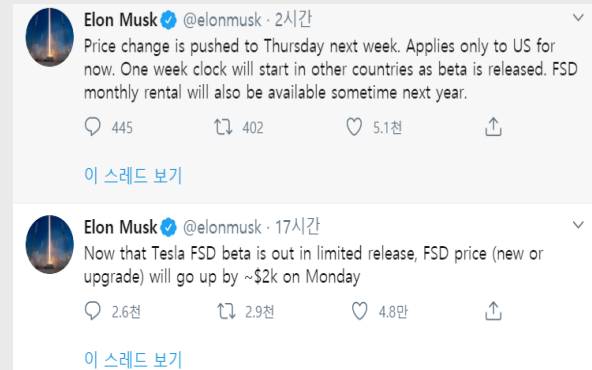 Elon Musk @elonmusk · 2시간
Price change is pushed to Thursday next week. Applies only to US for
now. One week clock will start in other countries as beta is released. FSD
monthly rental will also be available sometime next year.
445 402 5.1천
이 스레드 보기
Elon Musk @elonmusk · 17시간
Now that Tesla FSD beta is out in limited release, FSD price (new or
upgrade) will go up by ~$2k on Monday
2.6천 2.9천 4.8만
이 스레드 보기